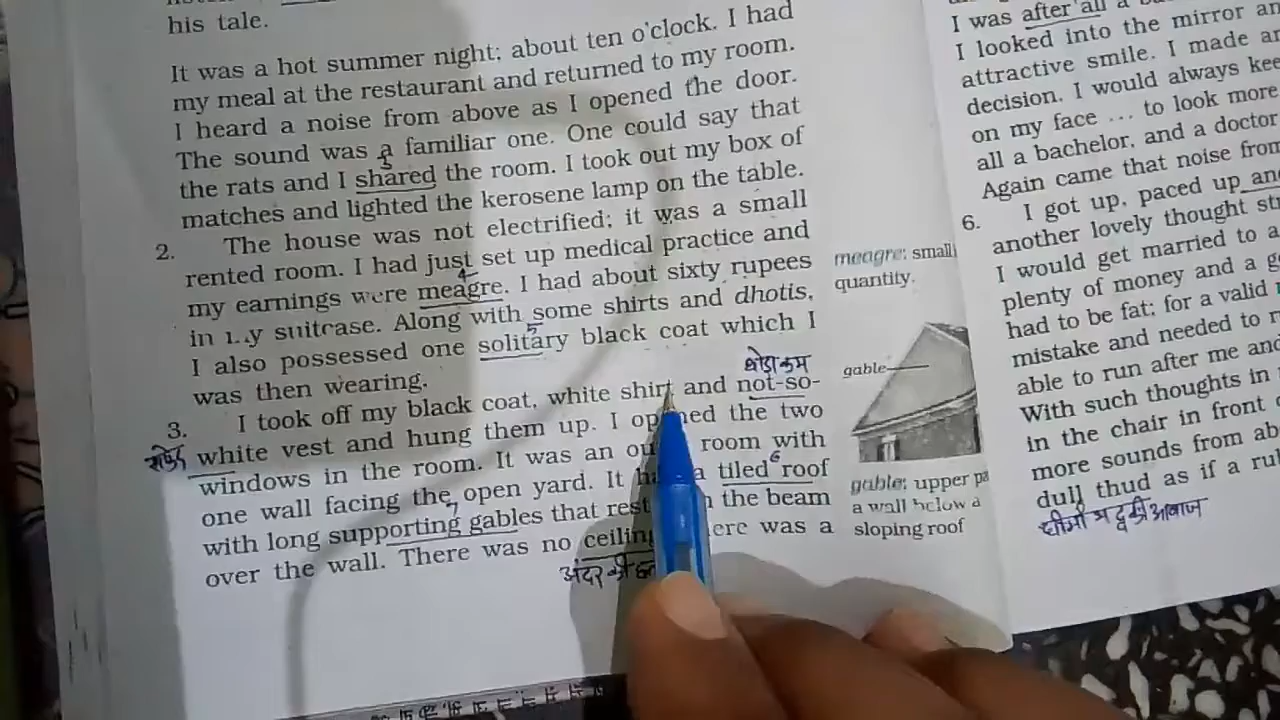 his tale.
It was a hot summer night; about ten o'clock. I had
my meal at the restaurant and returned to my room.
I heard a noise from above as I opened the door.
The sound was a familiar one. One could say that
the rats and I shared the room. I took out my box of
matches and lighted the kerosene lamp on the table.
2. The house was not electrified; it was a small
rented room. I had just set up medical practice and
my earnings were meagre. I had about sixty rupees
in my suitcase. Along with some shirts and dhotis,
I also possessed one solitary black coat which I
was then wearing.
थोड़ा कम
3. I took off my black coat, white shirt and not-so-
सफेद white vest and hung them up. I opened the two
windows in the room. It was an room with
one wall facing the open yard. It a tiled roof
with long supporting gables that the beam
over the wall. There was no ceiling was a
अंदर की
meagre: small
quantity.
gable
gable: upper
a wall below a
sloping roof
I was after all a
I looked into the mirror
attractive smile. I made
decision. I would always
on my face ... to look more
all a bachelor, and a doctor
Again came that noise from
6. I got up, paced up
another lovely thought
I would get married to a
plenty of money and a
had to be fat; for a valid
mistake and needed to
able to run after me and
With such thoughts in
in the chair in front
more sounds from
dull thud as if a